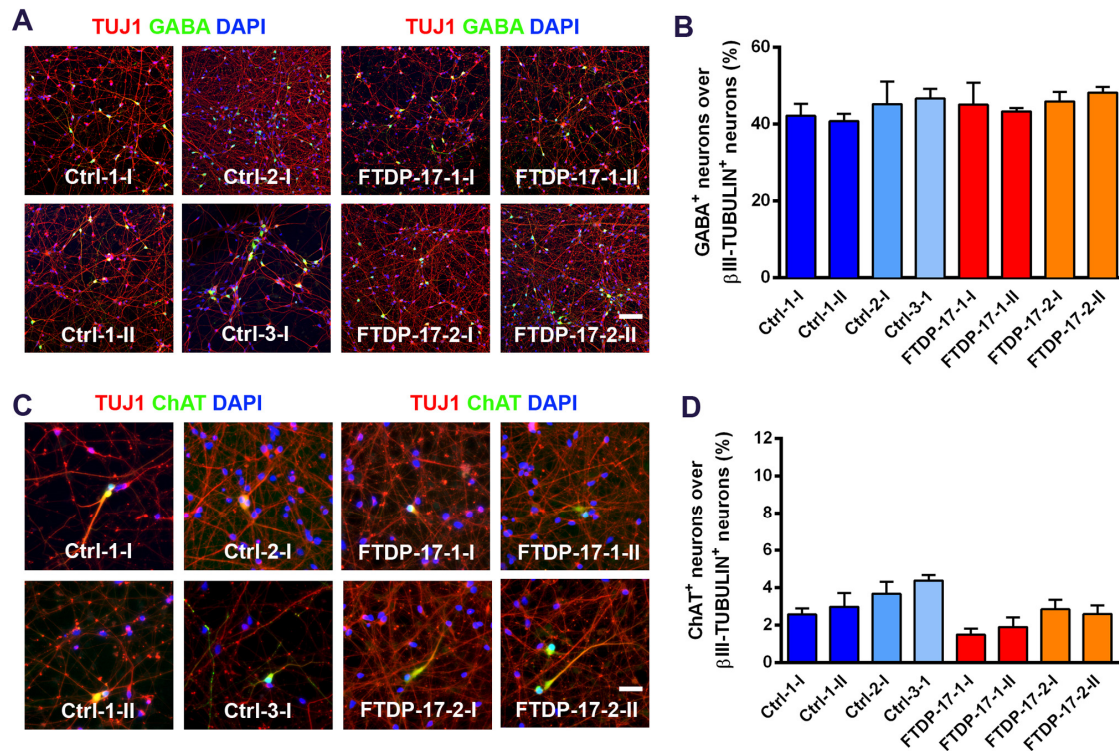 A
TUJ1 GABA DAPI
TUJ1 GABA DAPI
Ctrl-1-I
Ctrl-2-I
FTDP-17-1-I
FTDP-17-1-II
Ctrl-1-II
Ctrl-3-I
FTDP-17-2-I
FTDP-17-2-II
B
GABA+ neurons over
βIII-TUBULIN+ neurons (%)
60
40
20
0
Ctrl-1-I
Ctrl-1-II
Ctrl-2-I
Ctrl-3-1
FTDP-17-1-I
FTDP-17-1-II
FTDP-17-2-I
FTDP-17-2-II
C
TUJ1 ChAT DAPI
TUJ1 ChAT DAPI
Ctrl-1-I
Ctrl-2-I
FTDP-17-1-I
FTDP-17-1-II
Ctrl-1-II
Ctrl-3-I
FTDP-17-2-I
FTDP-17-2-II
D
ChAT+ neurons over
βIII-TUBULIN+ neurons (%)
12
10
8
6
4
2
0
Ctrl-1-I
Ctrl-1-II
Ctrl-2-I
Ctrl-3-1
FTDP-17-1-I
FTDP-17-1-II
FTDP-17-2-I
FTDP-17-2-II